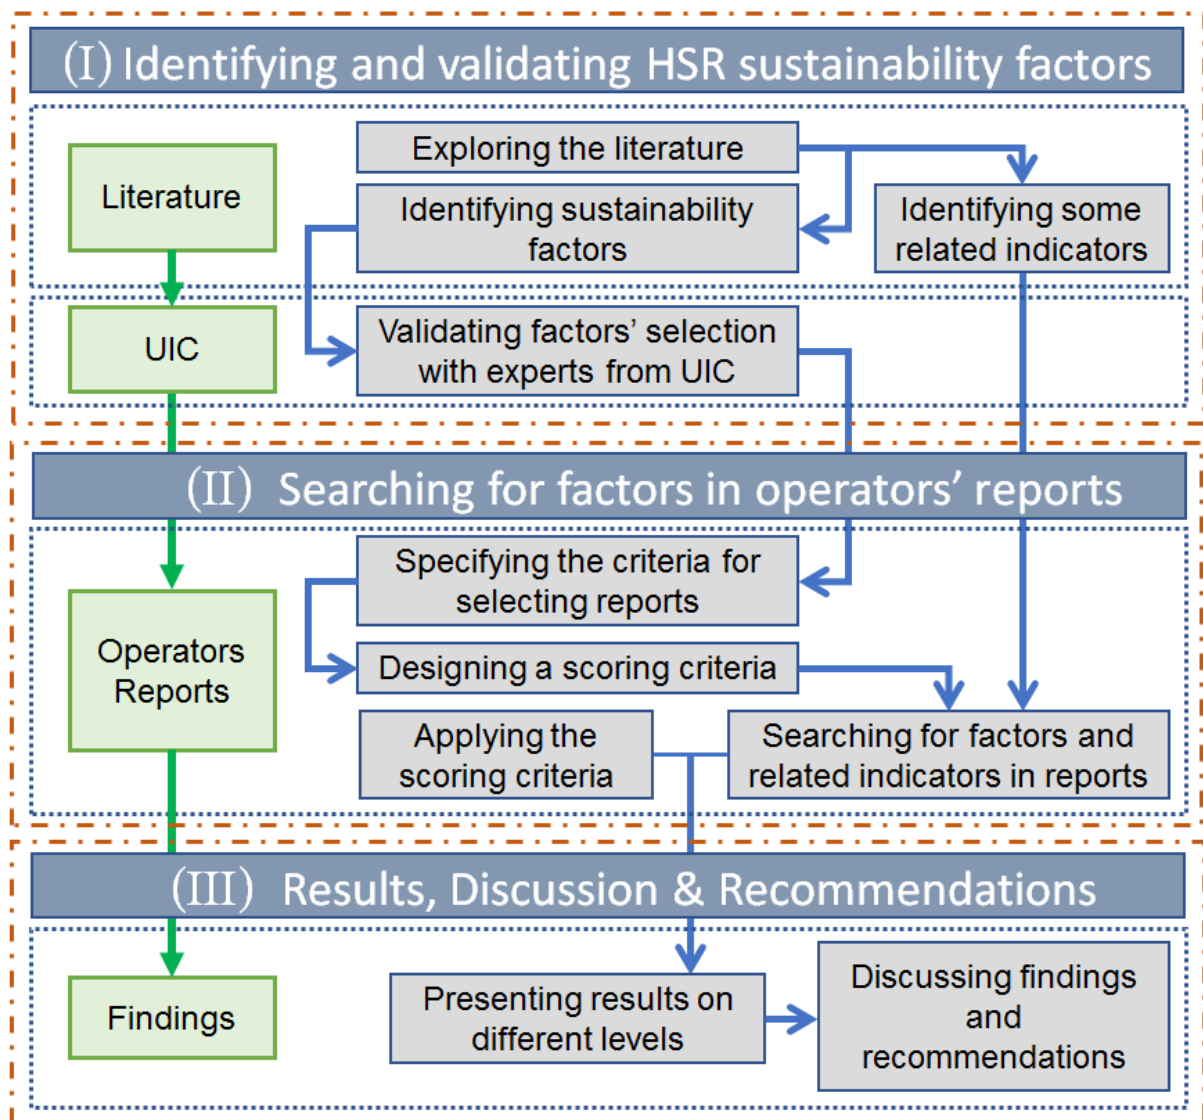 (I) Identifying and validating HSR sustainability factors
Literature
Exploring the literature
Identifying sustainability
factors
Identifying some
related indicators
UIC
Validating factors’ selection
with experts from UIC
(II) Searching for factors in operators’ reports
Operators
Reports
Specifying the criteria for
selecting reports
Designing a scoring criteria
Applying the
scoring criteria
Searching for factors and
related indicators in reports
(III) Results, Discussion & Recommendations
Findings
Presenting results on
different levels
Discussing findings
and
recommendations